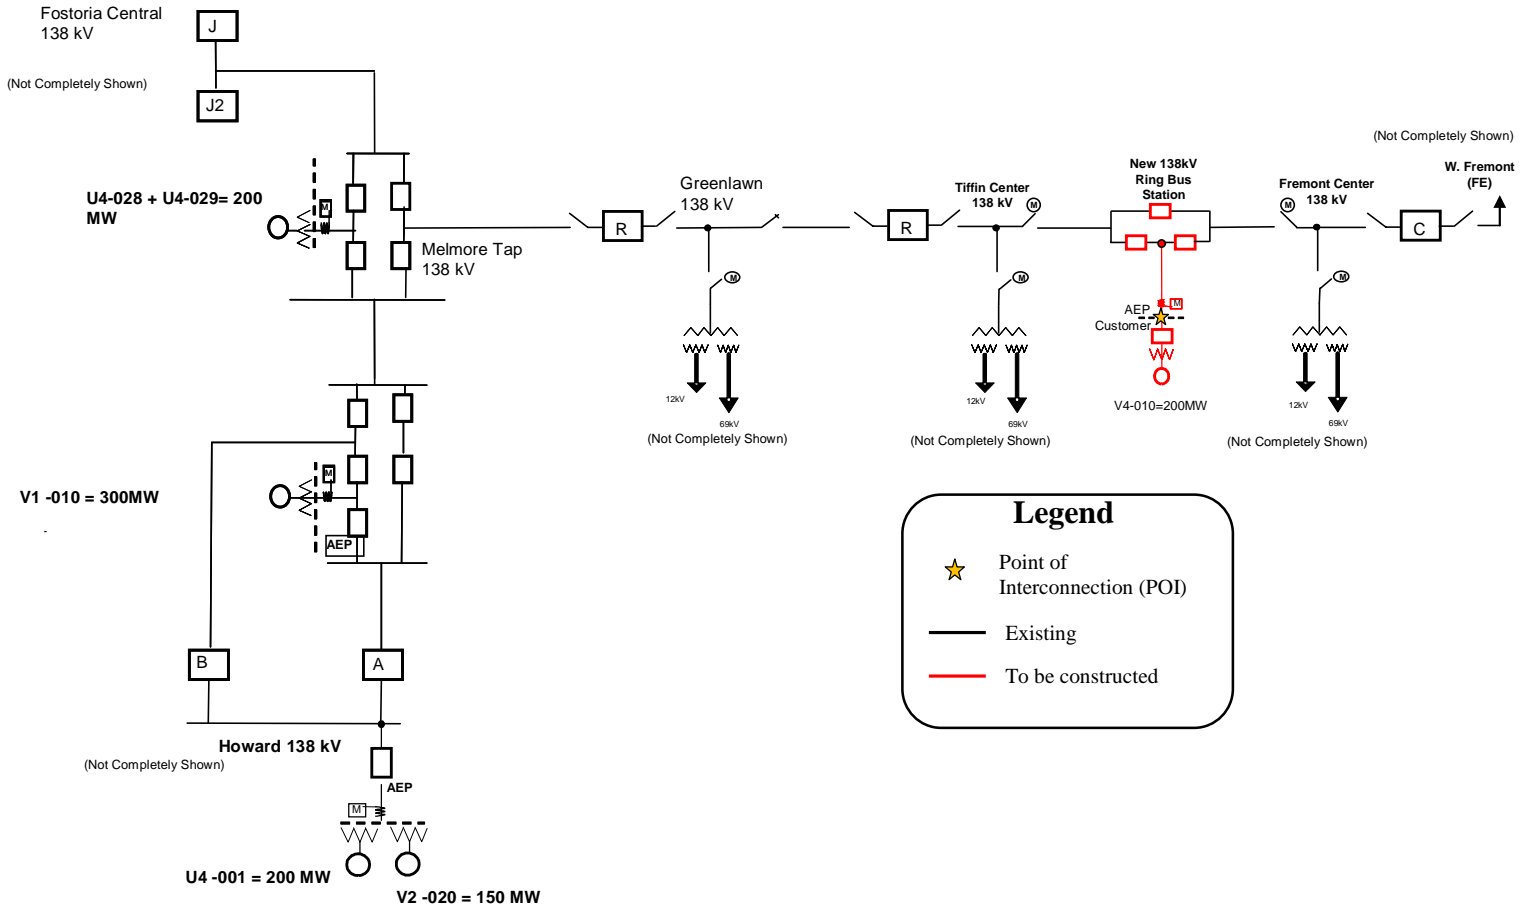 Fostoria Central
138 kV
J
(Not Completely Shown)
J2
(Not Completely Shown)
W. Fremont
(FE)
New 138kV
Ring Bus
Station
U4-028 + U4-029= 200
MW
M
Greenlawn
138 kV
Tiffin Center
138 kV
M
Fremont Center
138 kV
M
R
R
C
Melmore Tap
138 kV
M
M
AEP
Customer
M
12kV
69kV
(Not Completely Shown)
12kV
69kV
(Not Completely Shown)
V4-010=200MW
12kV
69kV
(Not Completely Shown)
V1 -010 = 300MW
-
M
AEP
Legend
Point of
Interconnection (POI)
Existing
To be constructed
B
A
Howard 138 kV
(Not Completely Shown)
AEP
M
U4 -001 = 200 MW
V2 -020 = 150 MW